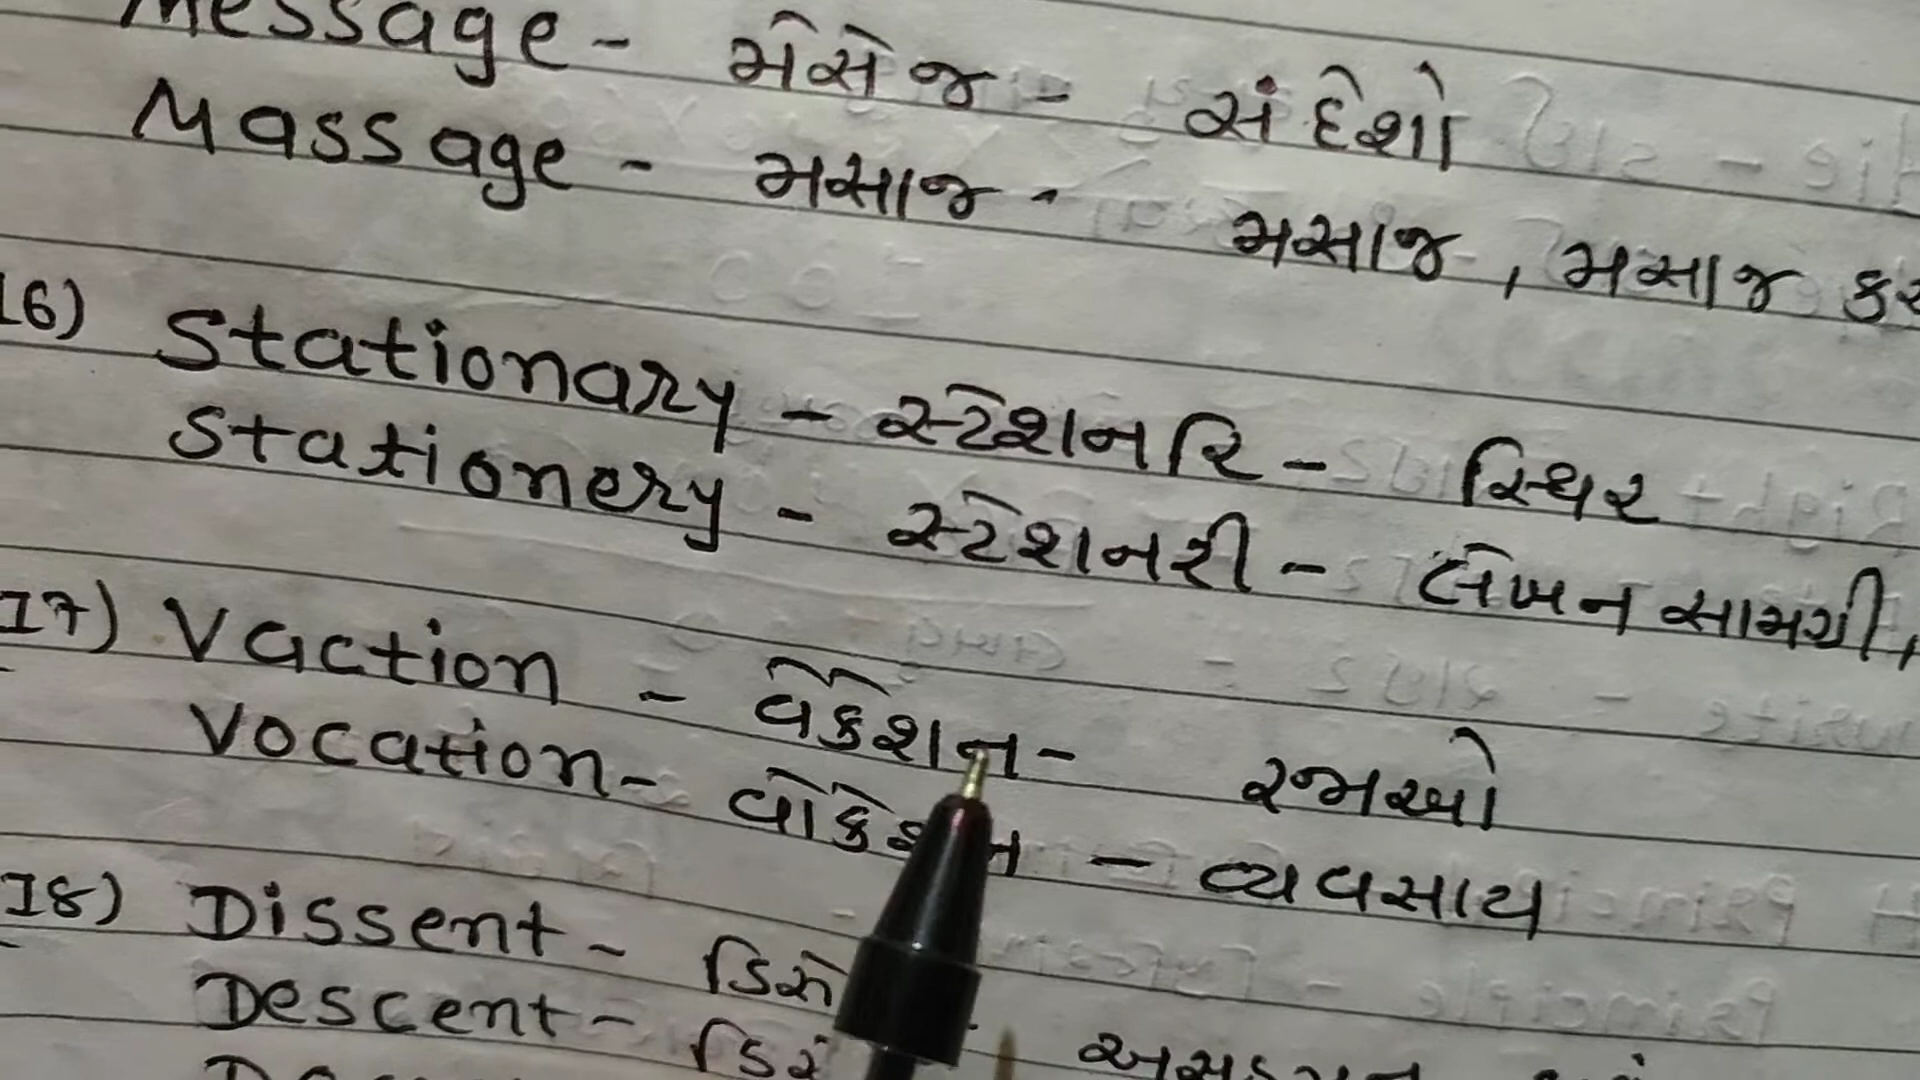 Message - મેસેજ - સંદેશો
Massage - મસાજ - મસાજ, મસાજ
16) Stationary - સ્ટેશનરિ - સ્થિર
Stationery - સ્ટેશનરી - લેખન સામગ્રી,
17) Vaction - વેકેશન - રજાઓ
Vocation - વોકેશન - વ્યવસાય
18) Dissent -
Descent -